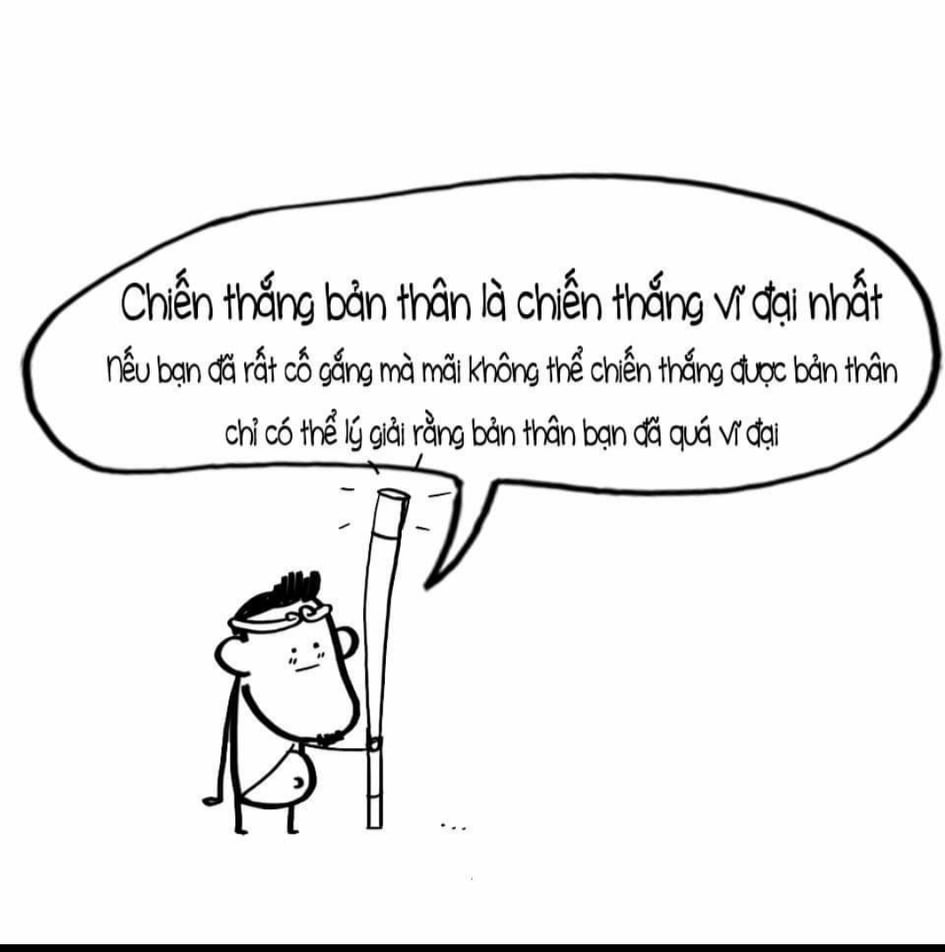 Chiến thắng bản thân là chiến thắng vĩ đại nhất
Nếu bạn đã rất cố gắng mà mãi không thể chiến thắng được bản thân
chỉ có thể lý giải rằng bản thân bạn đã quá vĩ đại
...